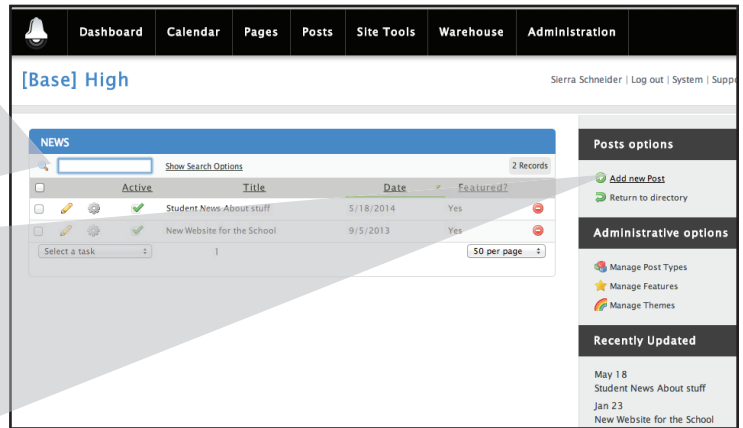 Dashboard Calendar Pages Posts Site Tools Warehouse Administration
[Base] High
Sierra Schneider | Log out | System | Suppo
NEWS
Show Search Options 2 Records
Active Title Date Featured?
Student News About stuff 5/18/2014 Yes
New Website for the School 9/5/2013 Yes
Select a task 1 50 per page
Posts options
Add new Post
Return to directory
Administrative options
Manage Post Types
Manage Features
Manage Themes
Recently Updated
May 18
Student News About stuff
Jan 23
New Website for the School